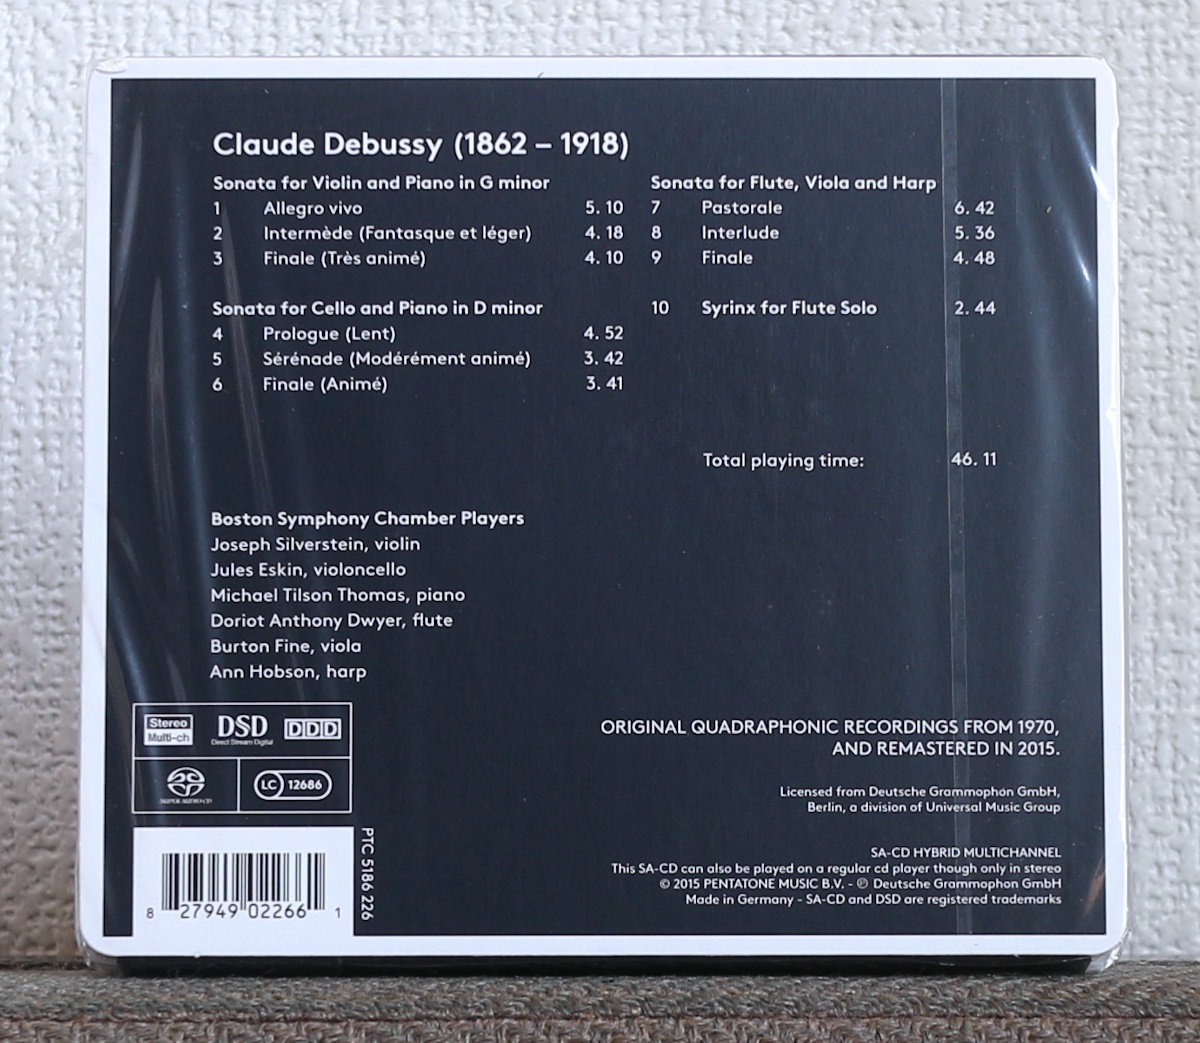 Claude Debussy (1862 – 1918)
Sonata for Violin and Piano in G minor
1 Allegro vivo 5. 10
2 Intermède (Fantasque et léger) 4. 18
3 Finale (Très animé) 4. 10
Sonata for Cello and Piano in D minor
4 Prologue (Lent) 4. 52
5 Sérénade (Modérément animé) 3. 42
6 Finale (Animé) 3. 41
Sonata for Flute, Viola and Harp
7 Pastorale 6. 42
8 Interlude 5. 36
9 Finale 4. 48
10 Syrinx for Flute Solo 2. 44
Total playing time: 46. 11
Boston Symphony Chamber Players
Joseph Silverstein, violin
Jules Eskin, violoncello
Michael Tilson Thomas, piano
Doriot Anthony Dwyer, flute
Burton Fine, viola
Ann Hobson, harp
Stereo
Multi-ch
DSD
Direct Stream Digital
DDD
SUPER AUDIO CD
LC 12686
PTC 5186 226
8 27949 02266 1
ORIGINAL QUADRAPHONIC RECORDINGS FROM 1970,
AND REMASTERED IN 2015.
Licensed from Deutsche Grammophon GmbH,
Berlin, a division of Universal Music Group
SA-CD HYBRID MULTICHANNEL
This SA-CD can also be played on a regular cd player though only in stereo
© 2015 PENTATONE MUSIC B.V. - ℗ Deutsche Grammophon GmbH
Made in Germany - SA-CD and DSD are registered trademarks